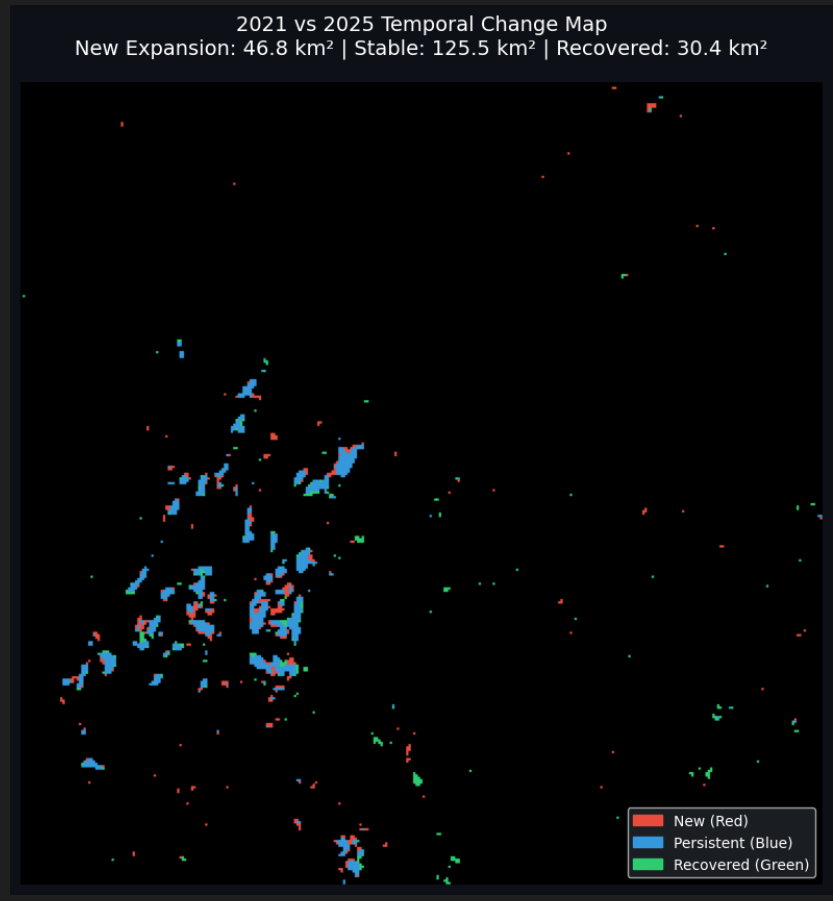 2021 vs 2025 Temporal Change Map
New Expansion: 46.8 km² | Stable: 125.5 km² | Recovered: 30.4 km²
New (Red)
Persistent (Blue)
Recovered (Green)